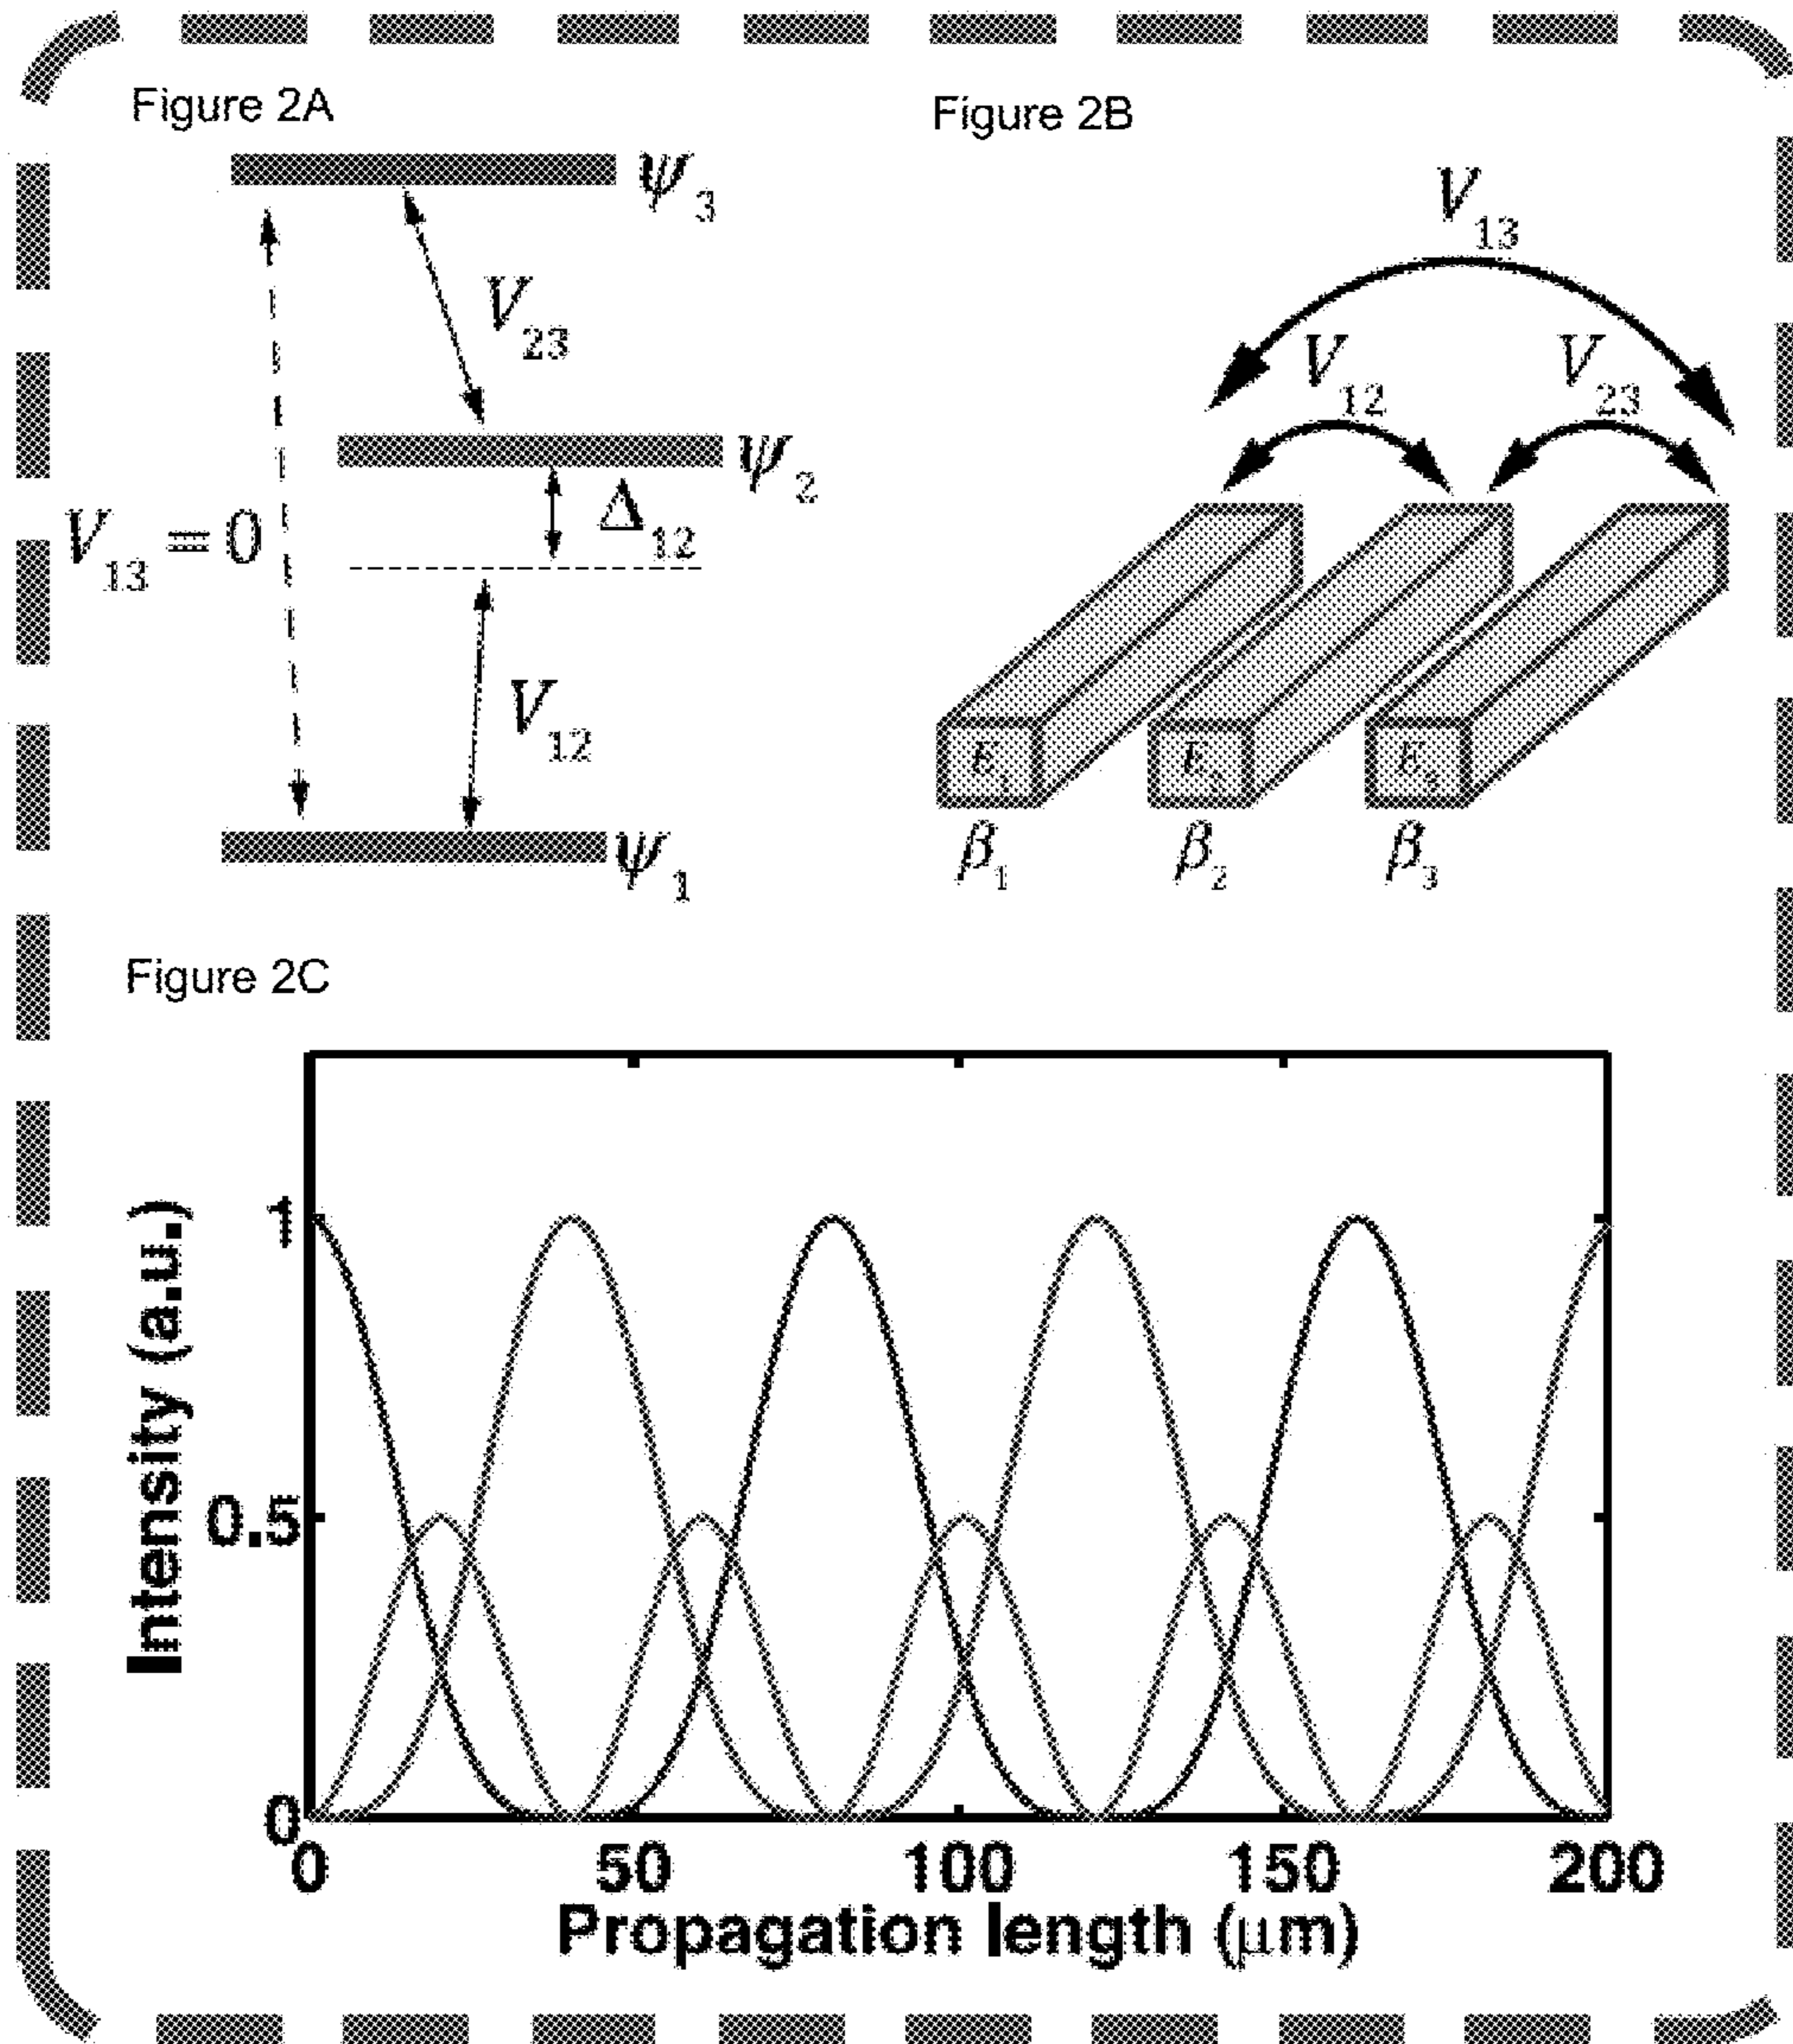 Figure 2A
ψ3
V23
ψ2
Δ12
V13 = 0
V12
ψ1
Figure 2B
V13
V12
V23
β1
β2
β3
Figure 2C
Intensity (a.u.)
1
0.5
0
0
50
100
150
200
Propagation length (μm)